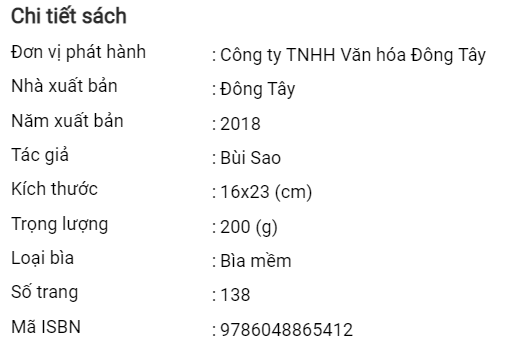 Chi tiết sách
Đơn vị phát hành : Công ty TNHH Văn hóa Đông Tây
Nhà xuất bản : Đông Tây
Năm xuất bản : 2018
Tác giả : Bùi Sao
Kích thước : 16x23 (cm)
Trọng lượng : 200 (g)
Loại bìa : Bìa mềm
Số trang : 138
Mã ISBN : 9786048865412